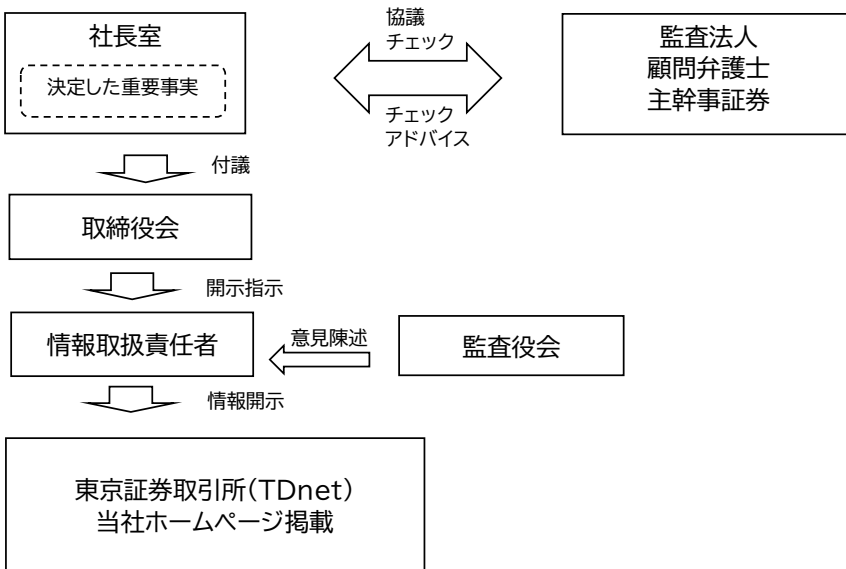 社長室
決定した重要事実
協議
チェック
チェック
アドバイス
監査法人
顧問弁護士
主幹事証券
付議
取締役会
開示指示
情報取扱責任者
意見陳述
監査役会
情報開示
東京証券取引所(TDnet)
当社ホームページ掲載